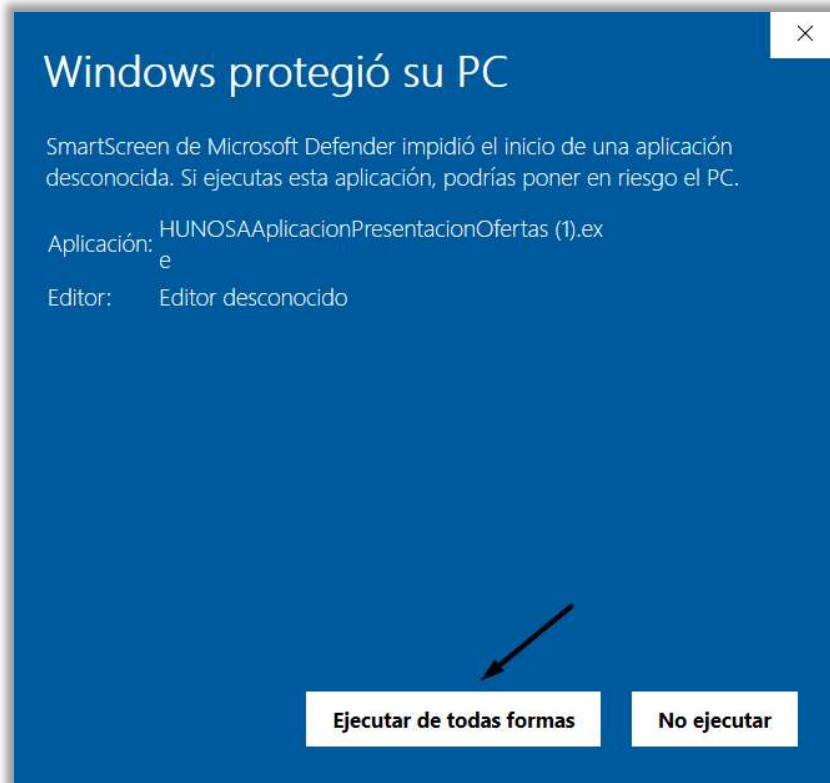 Windows protegió su PC
SmartScreen de Microsoft Defender impidió el inicio de una aplicación
desconocida. Si ejecutas esta aplicación, podrías poner en riesgo el PC.
Aplicación: HUNOSAAplicacionPresentacionOfertas (1).ex
e
Editor: Editor desconocido
Ejecutar de todas formas No ejecutar